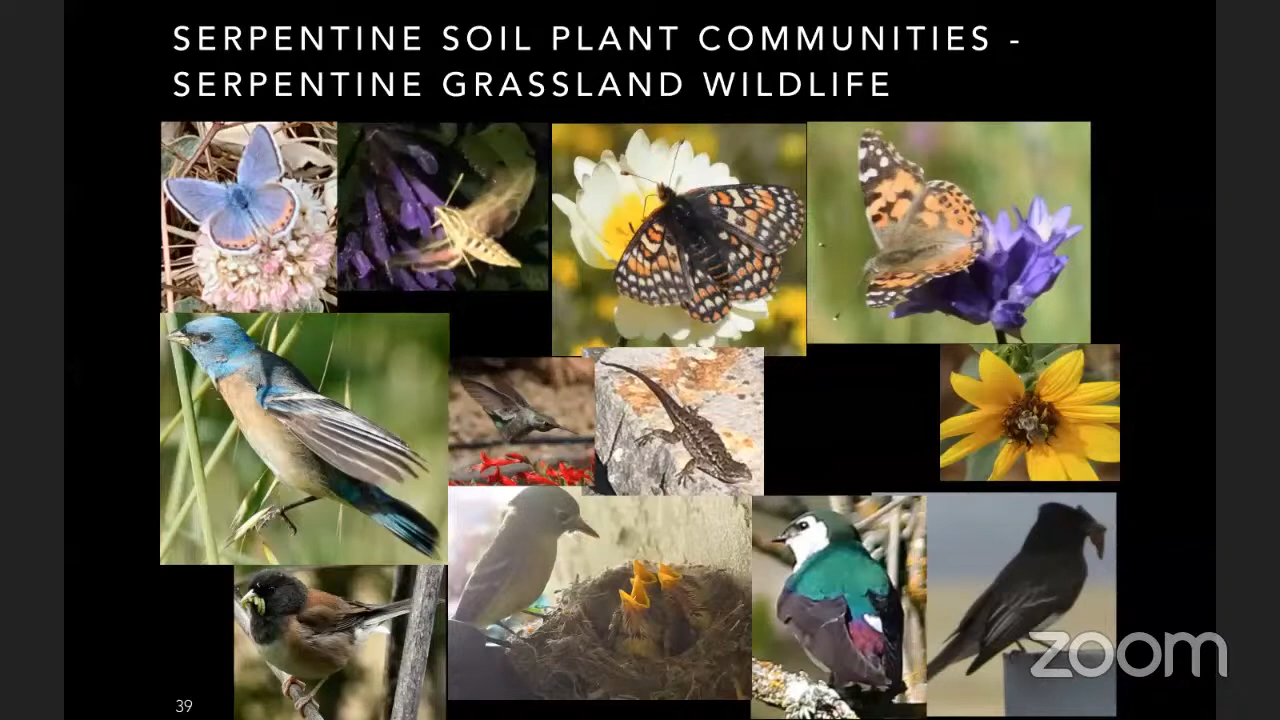 SERPENTINE SOIL PLANT COMMUNITIES -
SERPENTINE GRASSLAND WILDLIFE
39
zoom